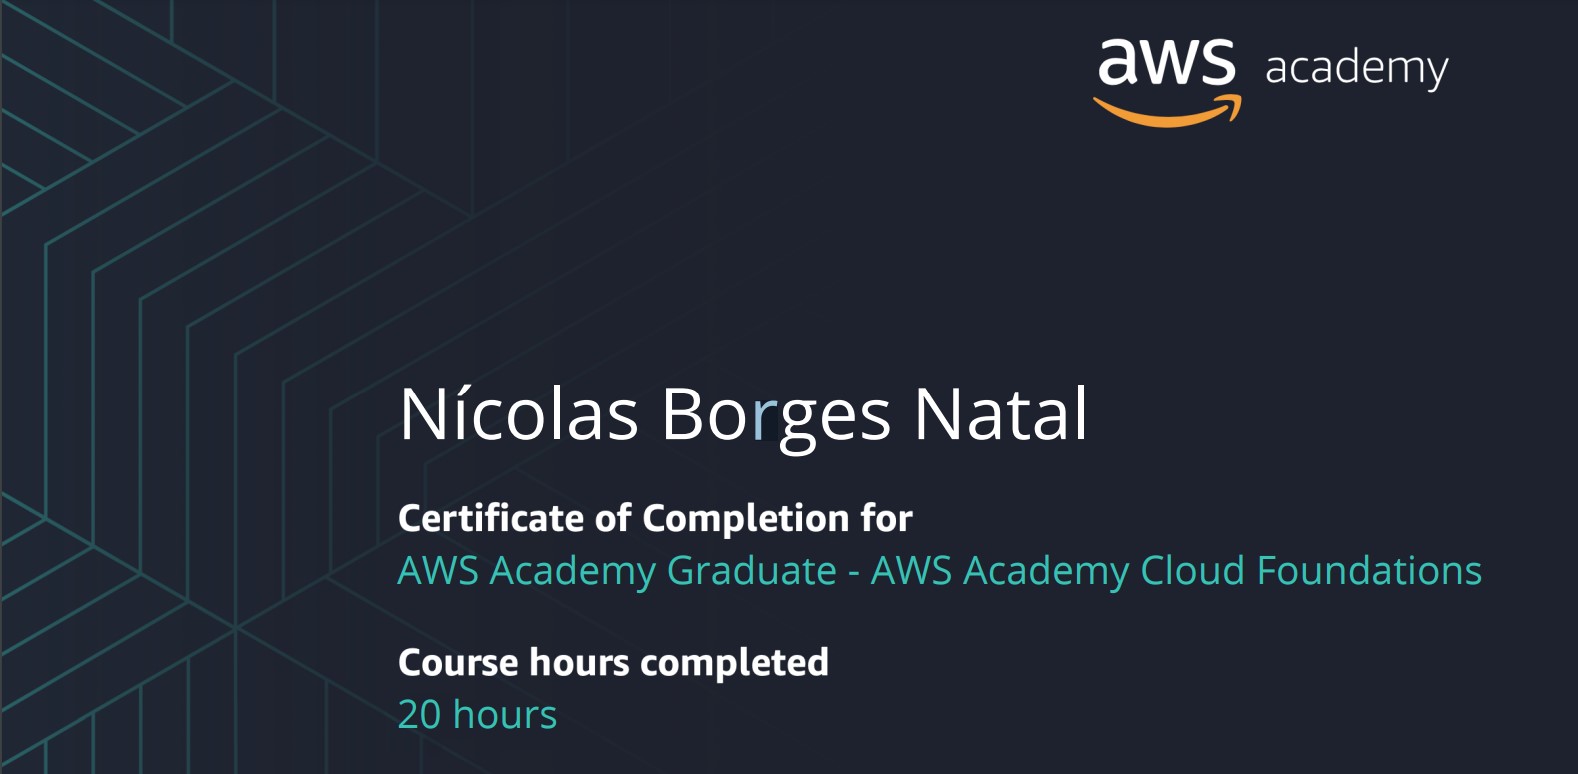 aws academy
Nícolas Borges Natal
Certificate of Completion for
AWS Academy Graduate - AWS Academy Cloud Foundations
Course hours completed
20 hours